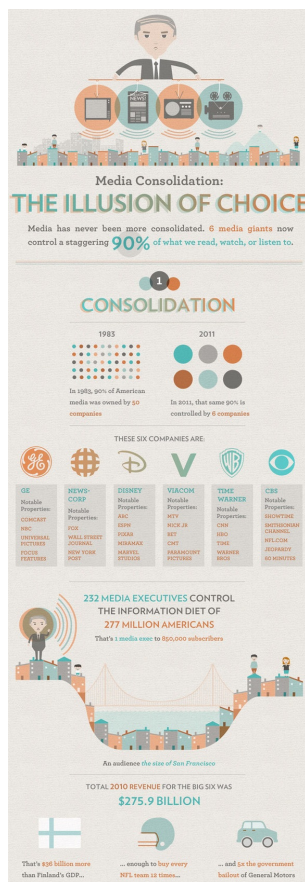 NEWS
Media Consolidation:
THE ILLUSION OF CHOICE
Media has never been more consolidated. 6 media giants now
control a staggering 90% of what we read, watch, or listen to.
1
CONSOLIDATION
1983
2011
In 1983, 90% of American
media was owned by 50
companies
In 2011, that same 90% is
controlled by 6 companies
THESE SIX COMPANIES ARE:
GE
Notable
Properties:
COMCAST
NBC
UNIVERSAL
PICTURES
FOCUS
FEATURES
NEWS-
CORP
Notable
Properties:
FOX
WALL STREET
JOURNAL
NEW YORK
POST
DISNEY
Notable
Properties:
ABC
ESPN
PIXAR
MIRAMAX
MARVEL
STUDIOS
VIACOM
Notable
Properties:
MTV
NICK JR
BET
CMT
PARAMOUNT
PICTURES
TIME
WARNER
Notable
Properties:
CNN
HBO
TIME
WARNER
BROS
CBS
Notable
Properties:
SHOWTIME
SMITHSONIAN
CHANNEL
NFL.COM
JEOPARDY
60 MINUTES
232 MEDIA EXECUTIVES CONTROL
THE INFORMATION DIET OF
277 MILLION AMERICANS
That's 1 media exec to 850,000 subscribers
An audience the size of San Francisco
TOTAL 2010 REVENUE FOR THE BIG SIX WAS
$275.9 BILLION
That's $36 billion more
than Finland's GDP...
... enough to buy every
NFL team 12 times...
... and 5x the government
bailout of General Motors